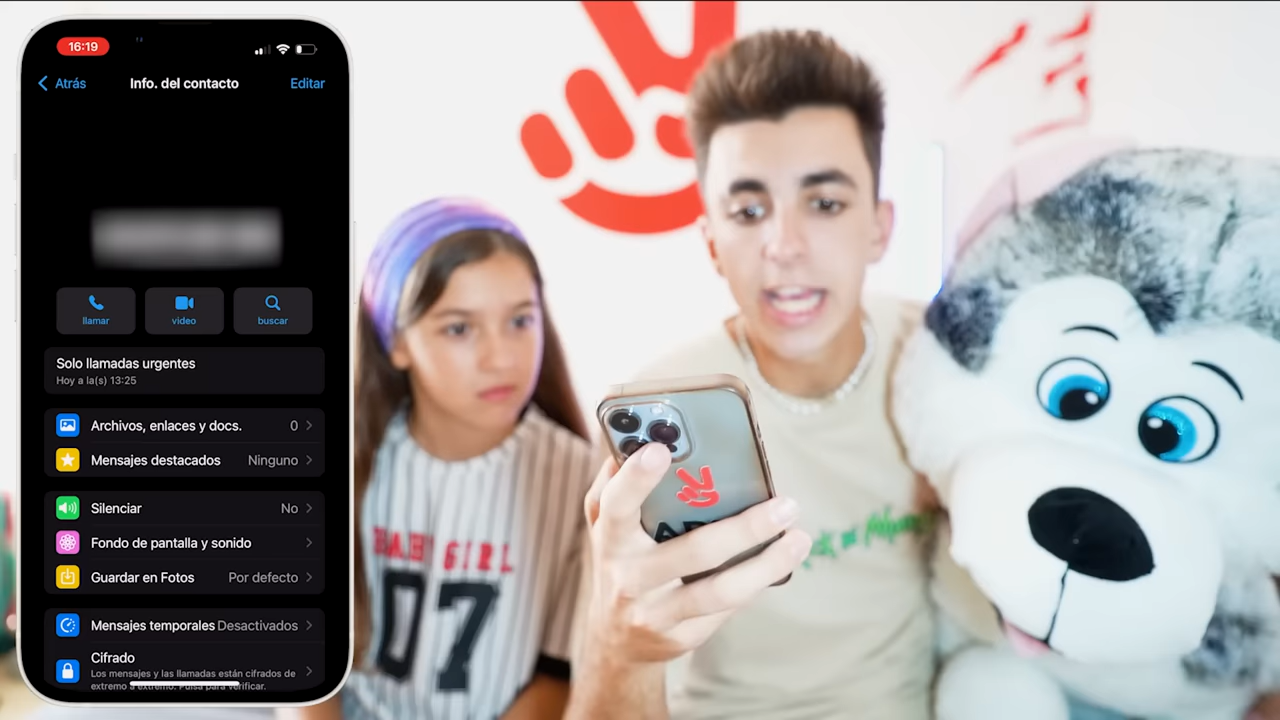 16:19
Atrás
Info. del contacto
Editar
llamar
video
buscar
Solo llamadas urgentes
Hoy a la(s) 13:25
Archivos, enlaces y docs. 0
Mensajes destacados Ninguno
Silenciar No
Fondo de pantalla y sonido
Guardar en Fotos Por defecto
Mensajes temporales Desactivados
Cifrado
Los mensajes y las llamadas están cifrados de
extremo a extremo. Pulsa para verificar.
BABY GIRL
07